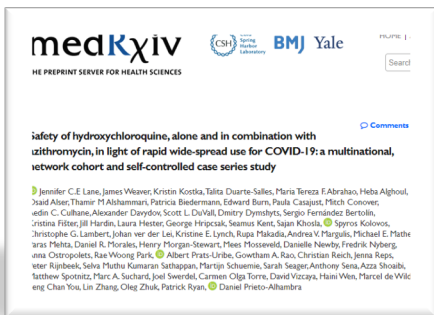 medRxiv
HE PREPRINT SERVER FOR HEALTH SCIENCES
CSH
Spring
Harbor
Laboratory
BMJ Yale
HOME |
Search
Comments
Safety of hydroxychloroquine, alone and in combination with
azithromycin, in light of rapid wide-spread use for COVID-19: a multinational,
network cohort and self-controlled case series study
Jennifer C.E Lane, James Weaver, Kristin Kostka, Talita Duarte-Salles, Maria Tereza F. Abrahao, Heba Alghoul,
Osaid Alser, Thamir M Alshammari, Patricia Biedermann, Edward Burn, Paula Casajust, Mitch Conover,
Aedin C. Culhane, Alexander Davydov, Scott L. DuVall, Dmitry Dymshyts, Sergio Fernández Bertolín,
Kristina Fišter, Jill Hardin, Laura Hester, George Hripcsak, Seamus Kent, Sajan Khosla, Spyros Kolovos,
Christophe G. Lambert, Johan ver der Lei, Kristine E. Lynch, Rupa Makadia, Andrea V. Margulis, Michael E. Mathe
Paras Mehta, Daniel R. Morales, Henry Morgan-Stewart, Mees Mosseveld, Danielle Newby, Fredrik Nyberg,
Anna Ostropolets, Rae Woong Park, Albert Prats-Uribe, Gowtham A. Rao, Christian Reich, Jenna Reps,
Peter Rijnbeek, Selva Muthu Kumaran Sathappan, Martijn Schuemie, Sarah Seager, Anthony Sena, Azza Shoaibi,
Matthew Spotnitz, Marc A. Suchard, Joel Swerdel, Carmen Olga Torre, David Vizcaya, Haini Wen, Marcel de Wild
Seng Chan You, Lin Zhang, Oleg Zhuk, Patrick Ryan, Daniel Prieto-Alhambra